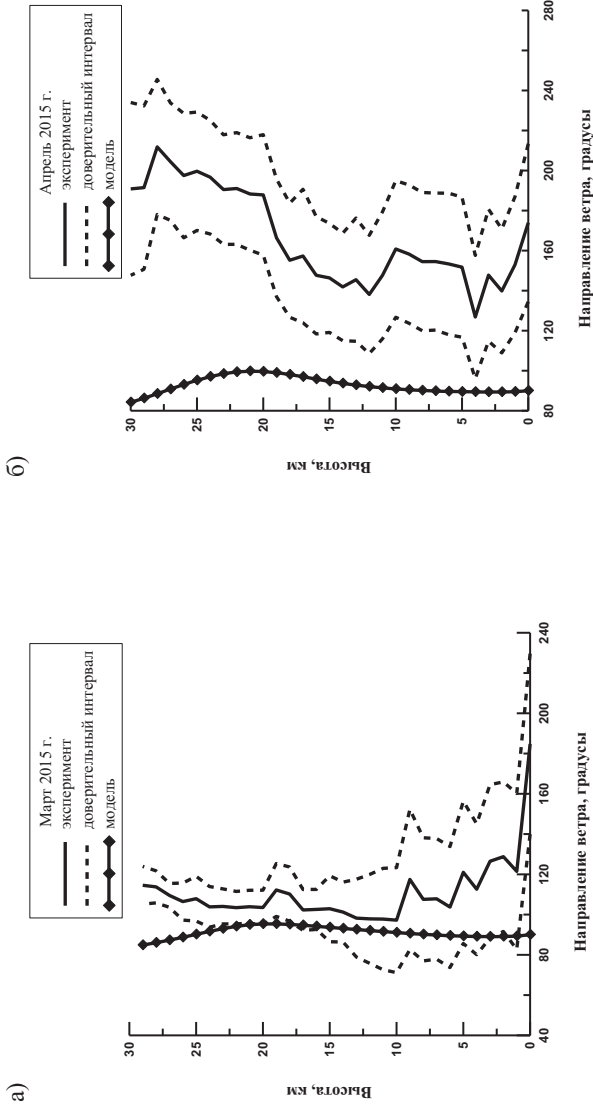 а)
Март 2015 г.
эксперимент
доверительный интервал
модель
30
25
20
15
10
5
0
Высота, км
40
80
120
160
200
240
Направление ветра, градусы
б)
Апрель 2015 г.
эксперимент
доверительный интервал
модель
30
25
20
15
10
5
0
Высота, км
80
120
160
200
240
280
Направление ветра, градусы